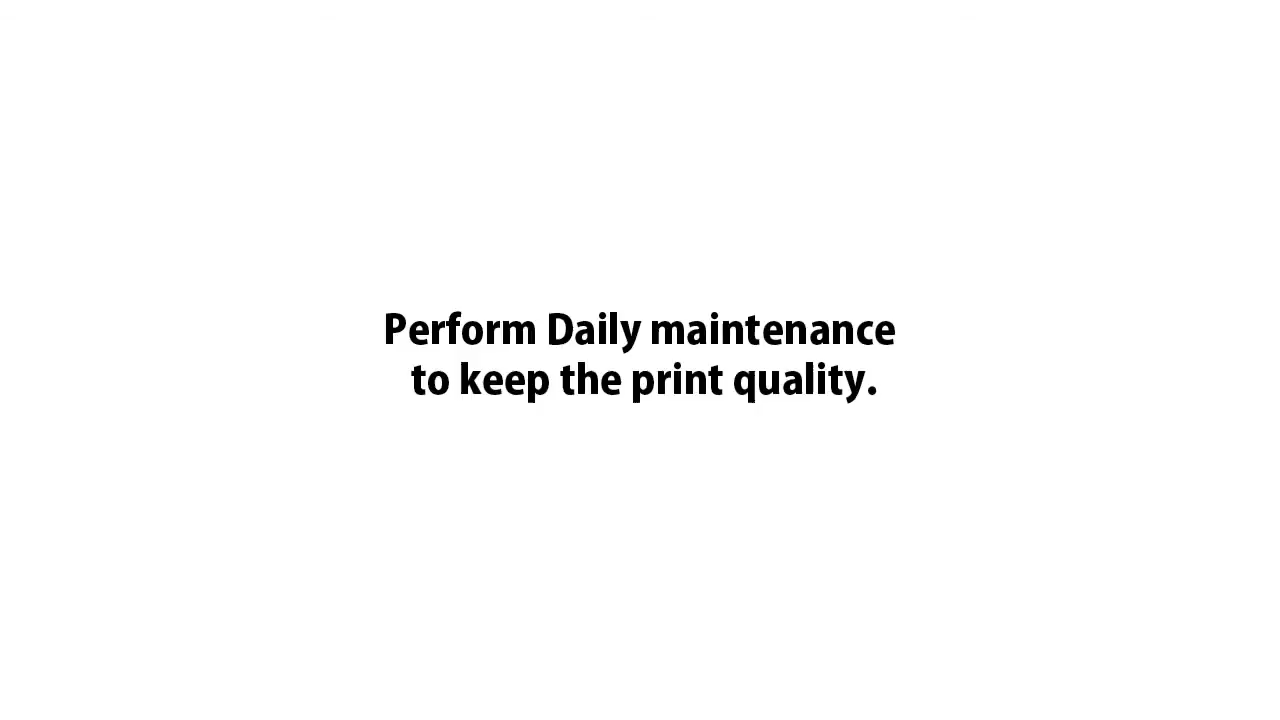 Perform Daily maintenance
to keep the print quality.